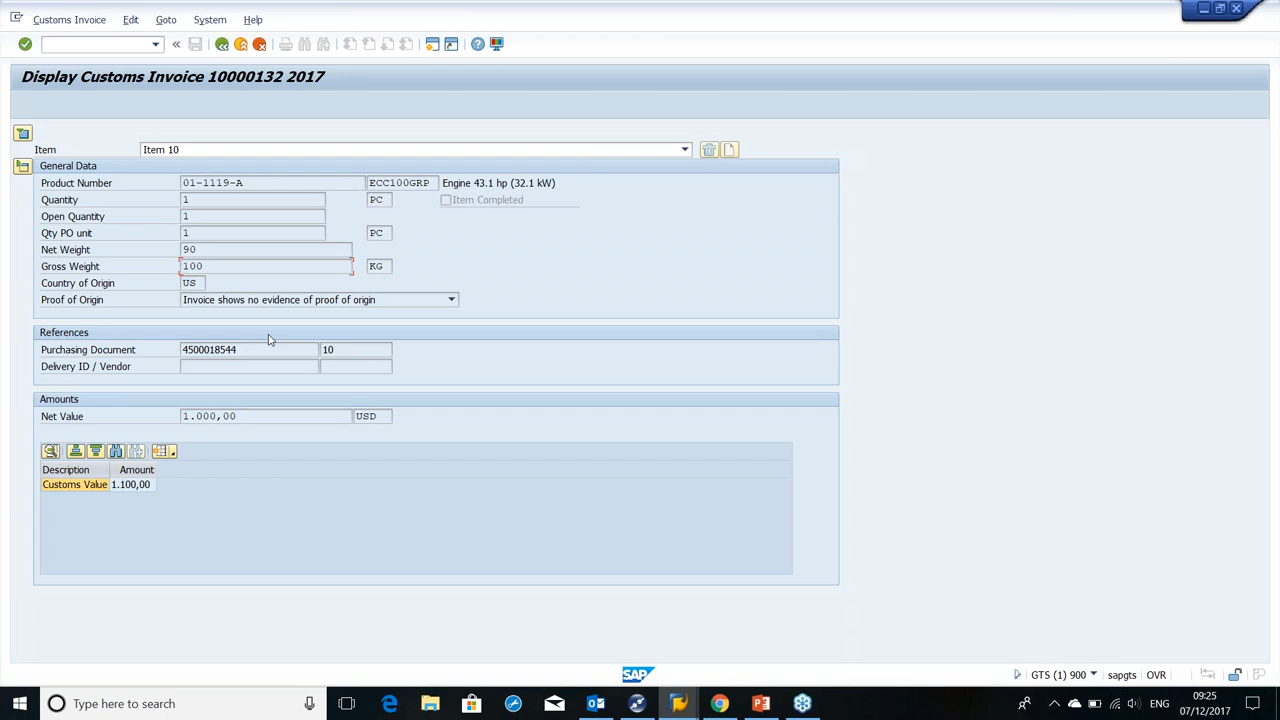 Customs Invoice Edit Goto System Help
Display Customs Invoice 10000132 2017
Item Item 10
General Data
Product Number 01-1119-A ECC100GRP Engine 43.1 hp (32.1 kW)
Quantity 1 PC Item Completed
Open Quantity 1
Qty PO unit 1 PC
Net Weight 90
Gross Weight 100 KG
Country of Origin US
Proof of Origin Invoice shows no evidence of proof of origin
References
Purchasing Document 4500018544 10
Delivery ID / Vendor
Amounts
Net Value 1.000,00 USD
Description Amount
Customs Value 1.100,00
SAP GTS (1) 900 sapgts OVR
Type here to search ENG 09:25
07/12/2017